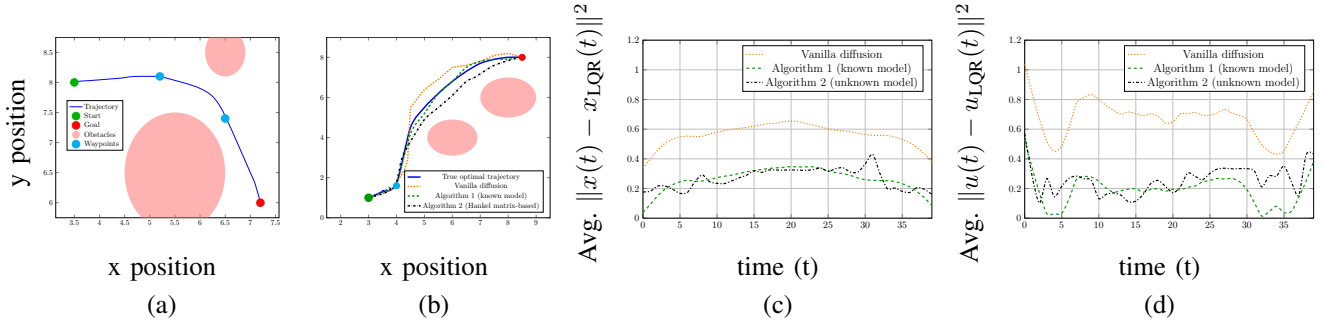 y position
8.5
8
7.5
7
6.5
6
3.5
4
4.5
5
5.5
6
6.5
7
7.5
Trajectory
Start
Goal
Obstacles
Waypoints
x position
(a)
8
6
4
2
0
2
3
4
5
6
7
8
9
True optimal trajectory
Vanilla diffusion
Algorithm 1 (known model)
Algorithm 2 (Hankel matrix-based)
x position
(b)
Avg. ‖x(t) − x_LQR(t)‖²
1.2
1
0.8
0.6
0.4
0.2
0
0
5
10
15
20
25
30
35
Vanilla diffusion
Algorithm 1 (known model)
Algorithm 2 (unknown model)
time (t)
(c)
Avg. ‖u(t) − u_LQR(t)‖²
1.2
1
0.8
0.6
0.4
0.2
0
0
5
10
15
20
25
30
35
Vanilla diffusion
Algorithm 1 (known model)
Algorithm 2 (unknown model)
time (t)
(d)